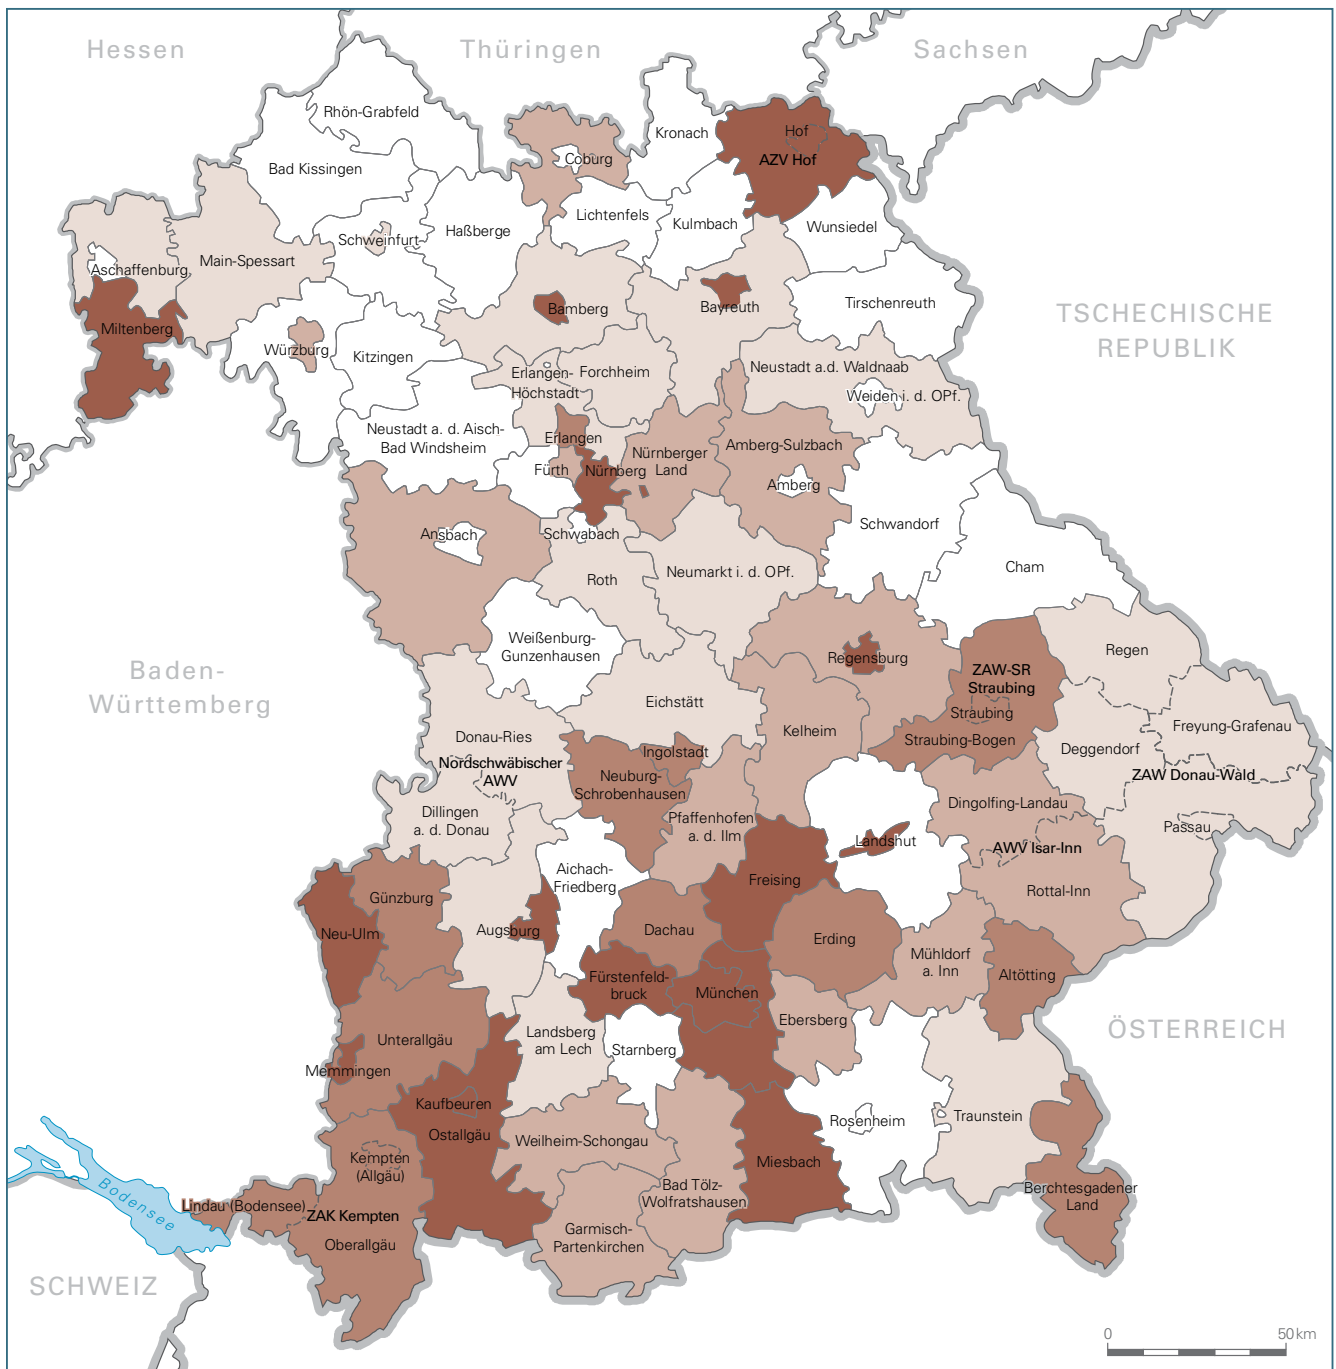 Hessen
Thüringen
Sachsen
Rhön-Grabfeld
Kronach
Hof
AZV Hof
Bad Kissingen
Coburg
Lichtenfels
Kulmbach
Wunsiedel
Haßberge
Schweinfurt
Main-Spessart
Aschaffenburg
Miltenberg
Bamberg
Bayreuth
Tirschenreuth
TSCHECHISCHE
REPUBLIK
Würzburg
Kitzingen
Erlangen-
Höchstadt
Forchheim
Neustadt a.d. Waldnaab
Weiden i. d. OPf.
Neustadt a. d. Aisch-
Bad Windsheim
Erlangen
Fürth
Nürnberg
Nürnberger
Land
Amberg-Sulzbach
Amberg
Schwandorf
Ansbach
Schwabach
Roth
Neumarkt i. d. OPf.
Cham
Weißenburg-
Gunzenhausen
Regensburg
ZAW-SR
Straubing
Straubing
Straubing-Bogen
Regen
Baden-
Württemberg
Eichstätt
Kelheim
Freyung-Grafenau
Deggendorf
ZAW Donau-Wald
Passau
Donau-Ries
Nordschwäbischer
AWV
Dillingen
a. d. Donau
Ingolstadt
Neuburg-
Schrobenhausen
Pfaffenhofen
a. d. Ilm
Dingolfing-Landau
AWV Isar-Inn
Rottal-Inn
Landshut
Aichach-
Friedberg
Freising
Günzburg
Neu-Ulm
Augsburg
Dachau
Erding
Mühldorf
a. Inn
Altötting
Fürstenfeld-
bruck
München
Ebersberg
ÖSTERREICH
Unterallgäu
Landsberg
am Lech
Starnberg
Memmingen
Kaufbeuren
Ostallgäu
Rosenheim
Traunstein
Weilheim-Schongau
Miesbach
Kempten
(Allgäu)
Bad Tölz-
Wolfratshausen
Berchtesgadener
Land
Bodensee
Lindau (Bodensee)
ZAK Kempten
Oberallgäu
Garmisch-
Partenkirchen
SCHWEIZ
0 50 km